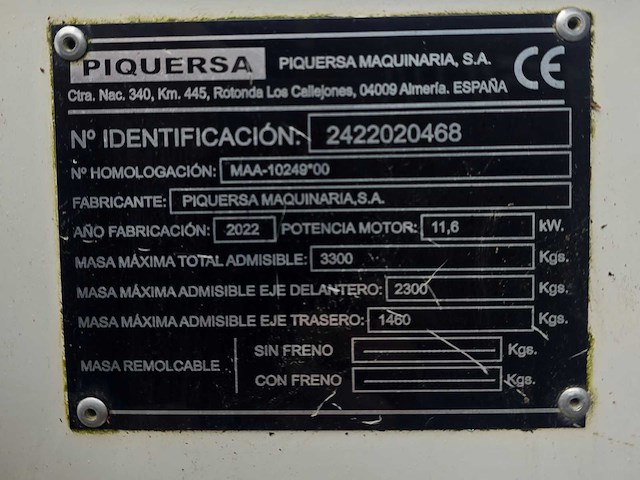 PIQUERSA PIQUERSA MAQUINARIA, S.A. CE
Ctra. Nac. 340, Km. 445, Rotonda Los Callejones, 04009 Almería. ESPAÑA
Nº IDENTIFICACIÓN: 2422020468
Nº HOMOLOGACIÓN: MAA-10249*00
FABRICANTE: PIQUERSA MAQUINARIA,S.A.
AÑO FABRICACIÓN: 2022 POTENCIA MOTOR: 11,6 kW.
MASA MÁXIMA TOTAL ADMISIBLE: 3300 Kgs.
MASA MÁXIMA ADMISIBLE EJE DELANTERO: 2300 Kgs.
MASA MÁXIMA ADMISIBLE EJE TRASERO: 1460 Kgs.
MASA REMOLCABLE
SIN FRENO ---------------- Kgs.
CON FRENO ---------------- Kgs.